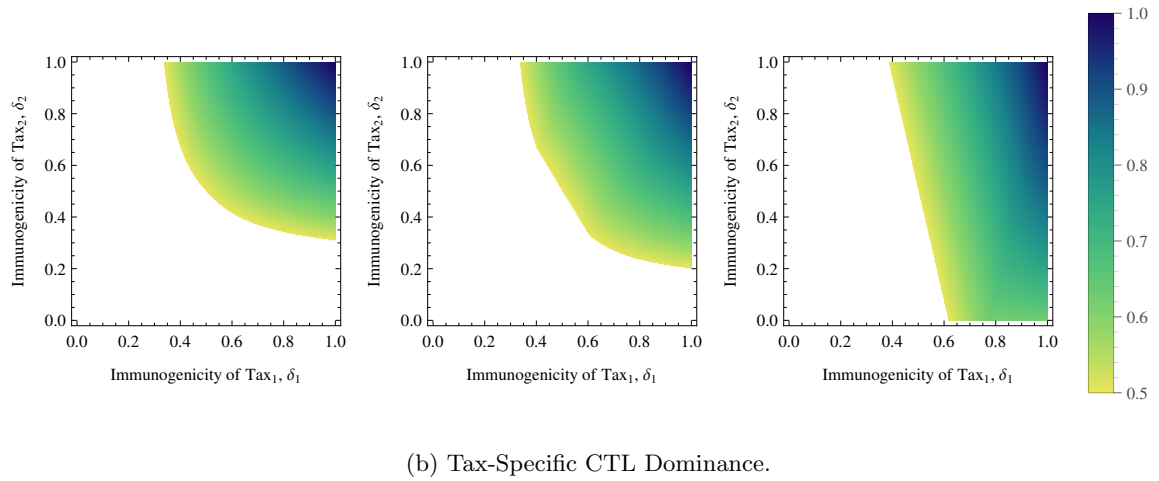 1.0
0.8
0.6
0.4
0.2
0.0
Immunogenicity of Tax₂, δ₂
0.0 0.2 0.4 0.6 0.8 1.0
Immunogenicity of Tax₁, δ₁
1.0
0.8
0.6
0.4
0.2
0.0
Immunogenicity of Tax₂, δ₂
0.0 0.2 0.4 0.6 0.8 1.0
Immunogenicity of Tax₁, δ₁
1.0
0.8
0.6
0.4
0.2
0.0
Immunogenicity of Tax₂, δ₂
0.0 0.2 0.4 0.6 0.8 1.0
Immunogenicity of Tax₁, δ₁
1.0
0.9
0.8
0.7
0.6
0.5
(b) Tax-Specific CTL Dominance.